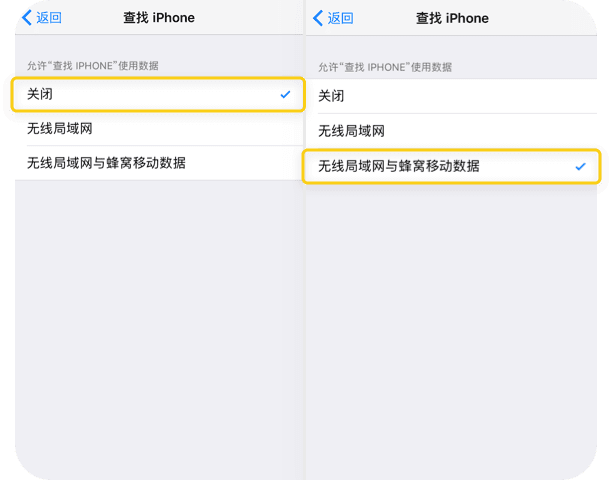 返回
查找 iPhone
允许“查找 IPHONE”使用数据
关闭
无线局域网
无线局域网与蜂窝移动数据
返回
查找 iPhone
允许“查找 IPHONE”使用数据
关闭
无线局域网
无线局域网与蜂窝移动数据